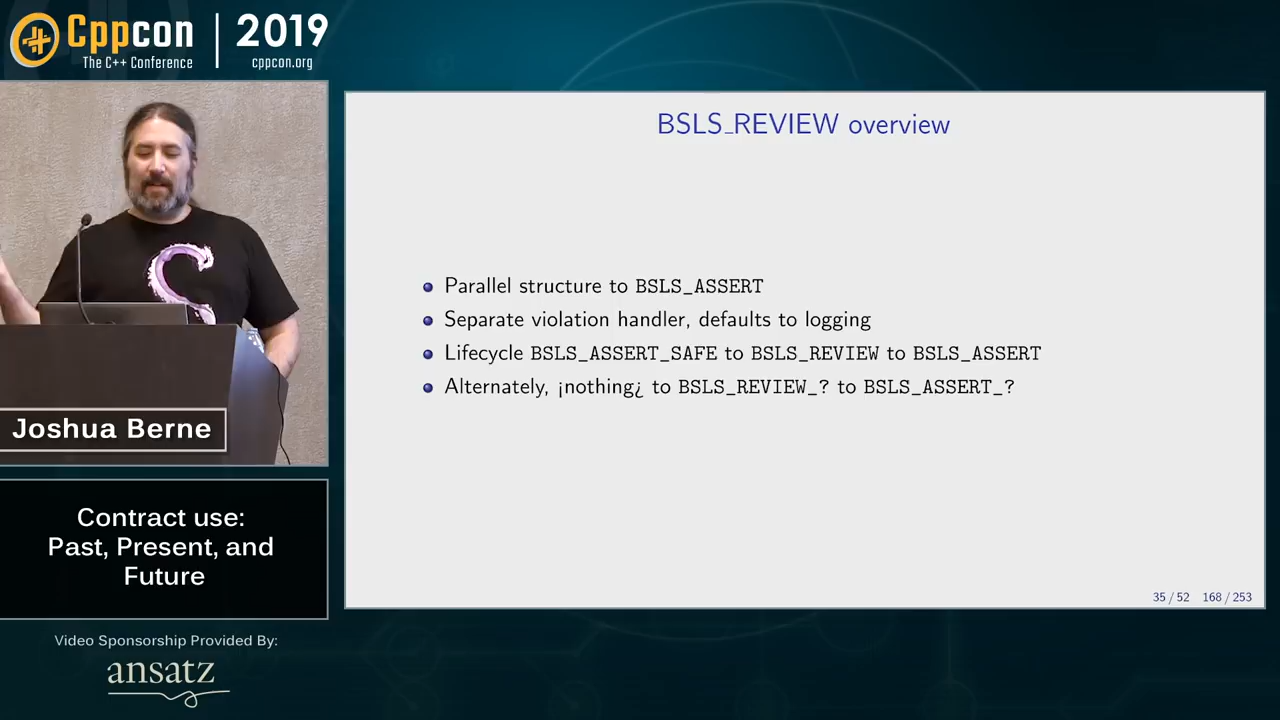 Cppcon
The C++ Conference
2019
cppcon.org
Joshua Berne
Contract use:
Past, Present, and
Future
Video Sponsorship Provided By:
ansatz
BSLS_REVIEW overview
Parallel structure to BSLS_ASSERT
Separate violation handler, defaults to logging
Lifecycle BSLS_ASSERT_SAFE to BSLS_REVIEW to BSLS_ASSERT
Alternately, ¡nothing¿ to BSLS_REVIEW_? to BSLS_ASSERT_?
35 / 52 168 / 253